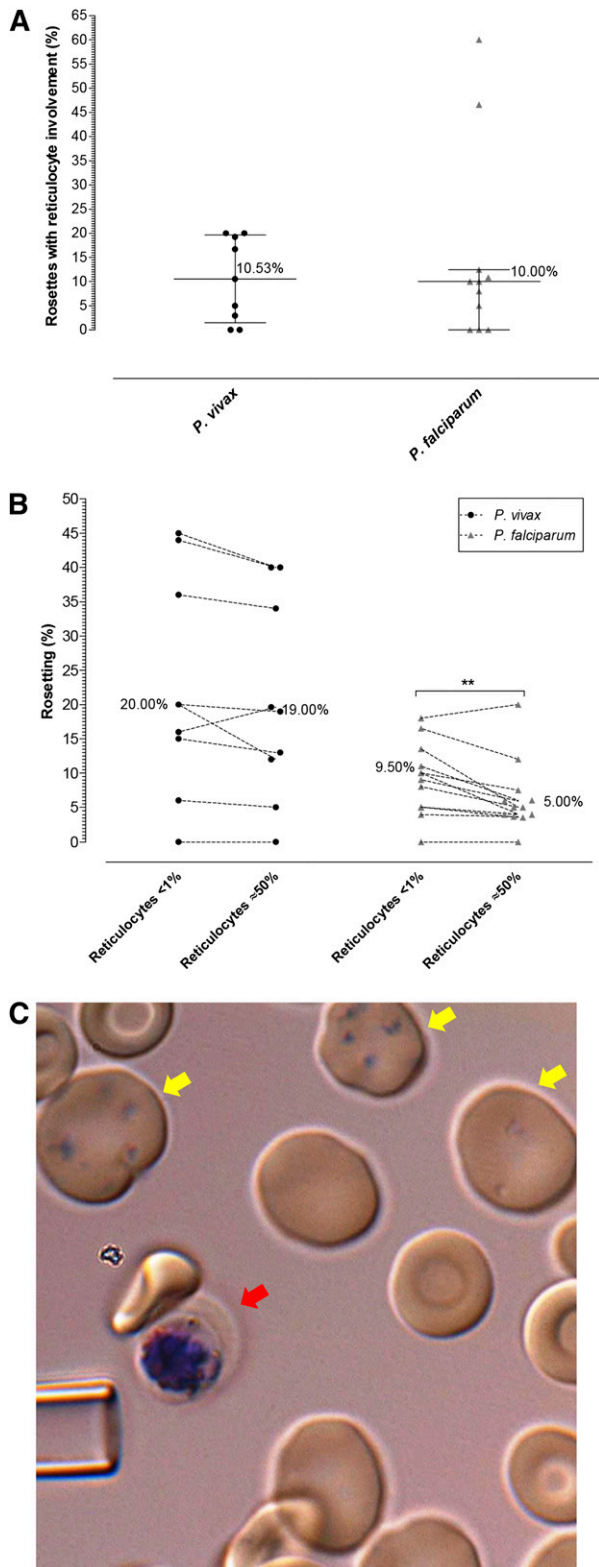 A
Rosettes with reticulocyte involvement (%)
65
60
55
50
45
40
35
30
25
20
15
10
5
0
10.53%
10.00%
P. vivax
P. falciparum
B
Rosetting (%)
50
45
40
35
30
25
20
15
10
5
0
P. vivax
P. falciparum
**
20.00%
19.00%
9.50%
5.00%
Reticulocytes <1%
Reticulocytes ≈50%
Reticulocytes <1%
Reticulocytes ≈50%
C